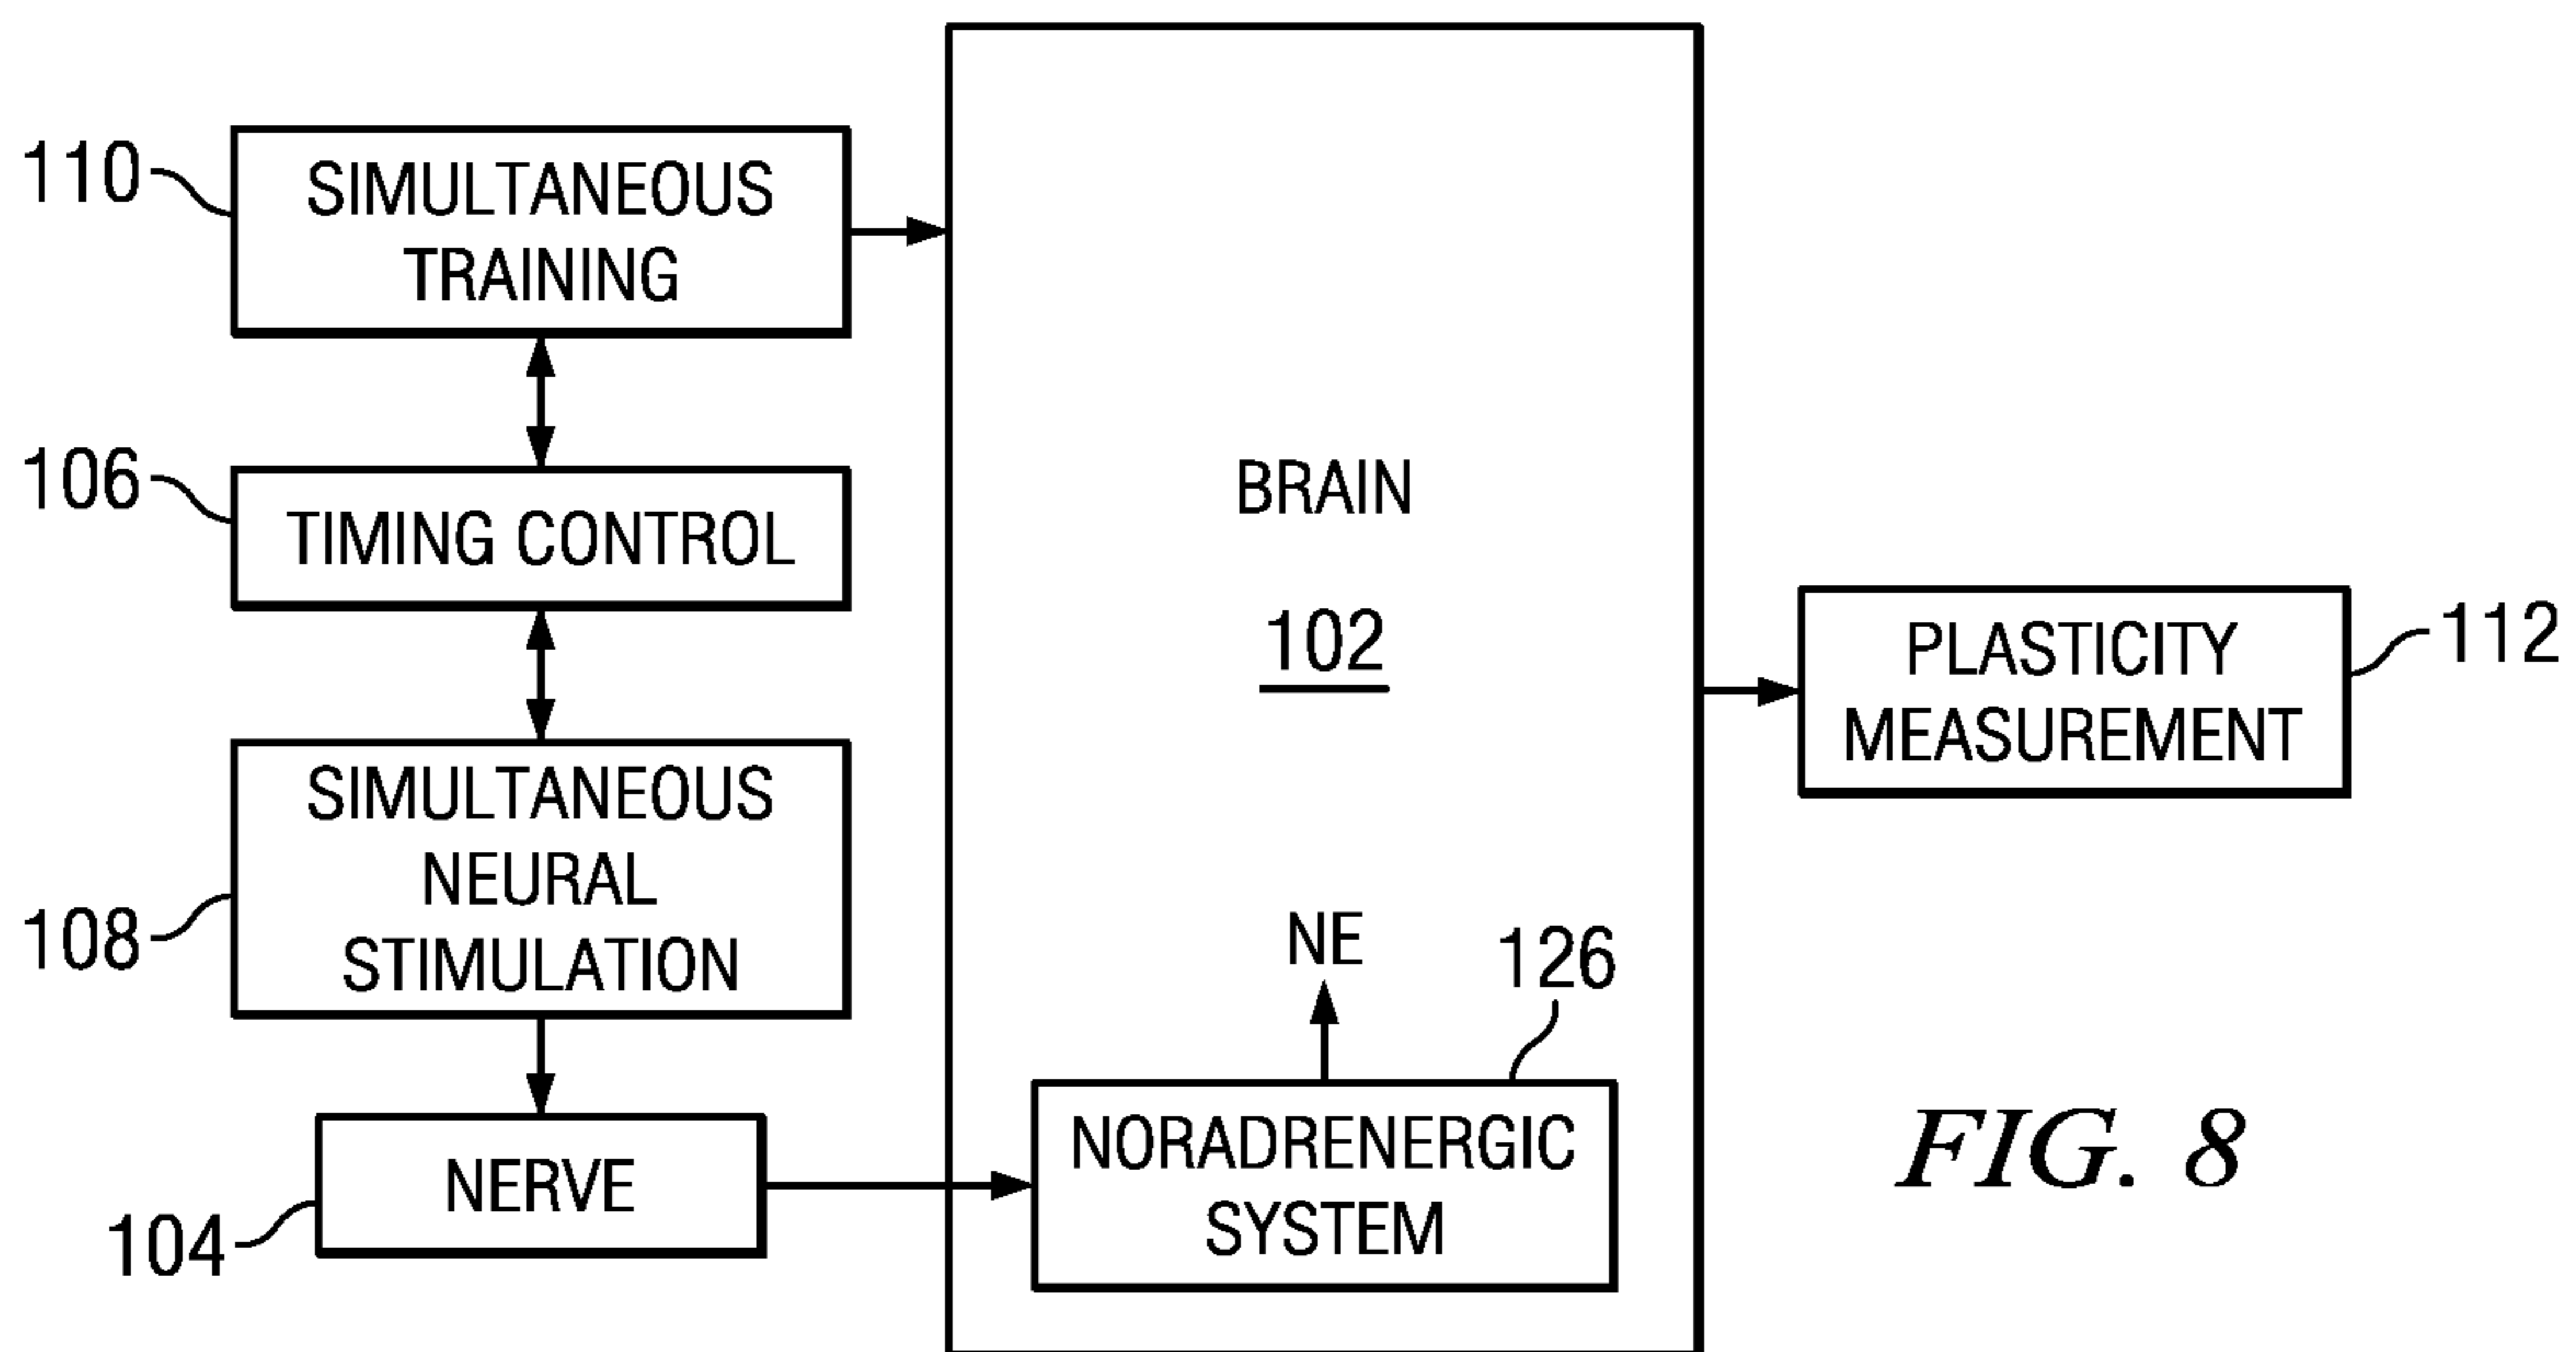 110
SIMULTANEOUS
TRAINING
106
TIMING CONTROL
108
SIMULTANEOUS
NEURAL
STIMULATION
104
NERVE
BRAIN
102
NE
126
NORADRENERGIC
SYSTEM
PLASTICITY
MEASUREMENT
112
FIG. 8